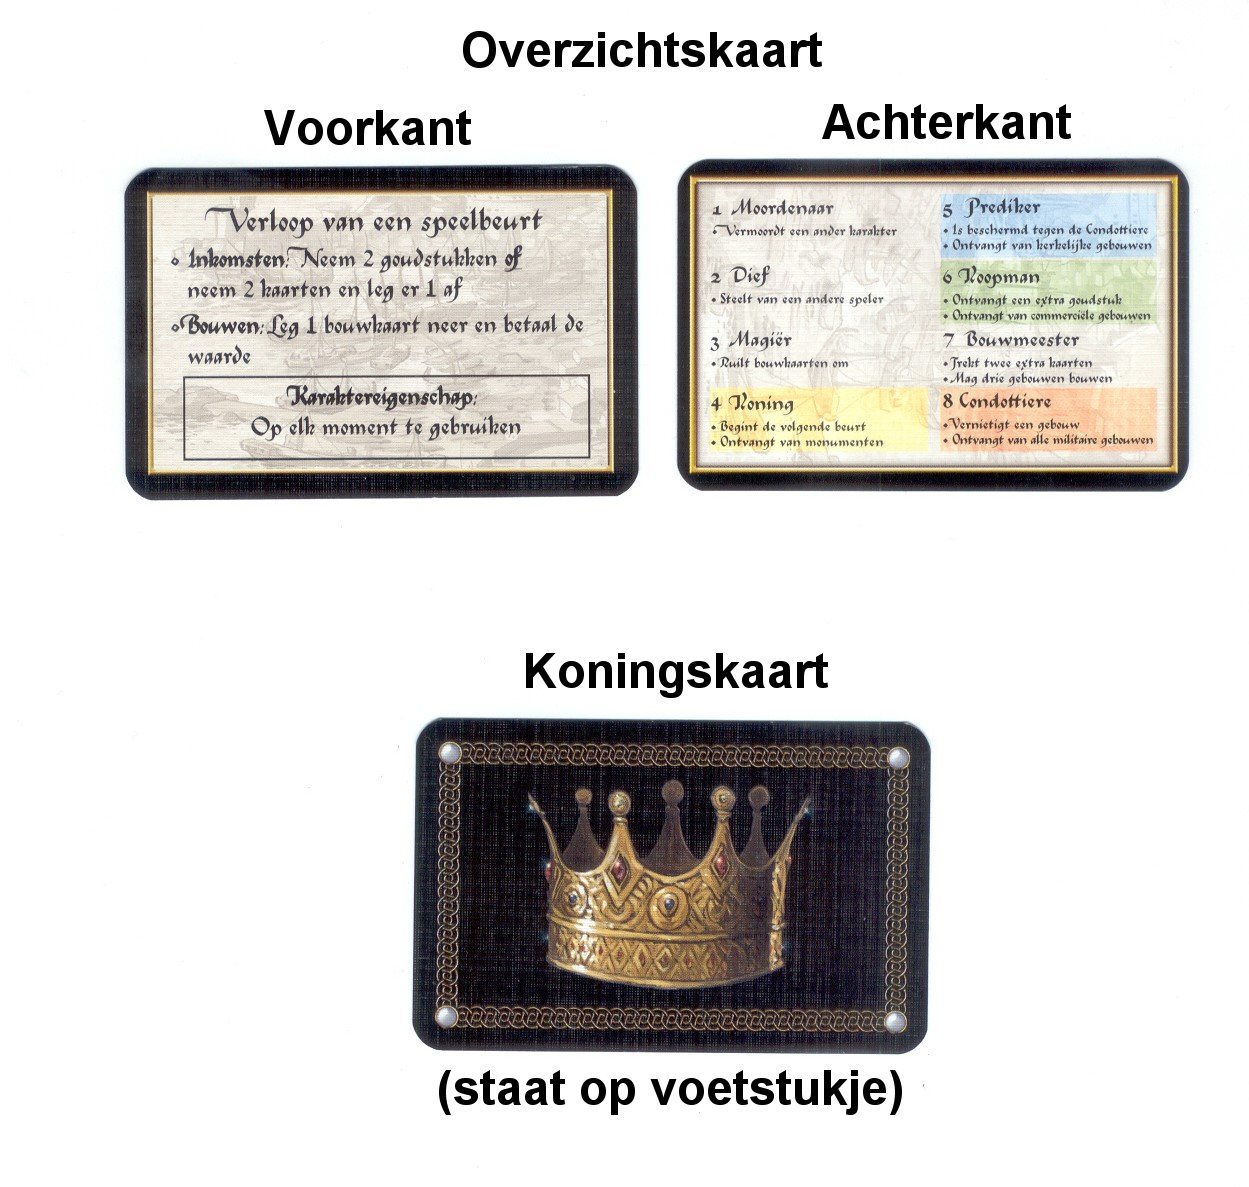 Overzichtskaart
Voorkant
Verloop van een speelbeurt
Inkomsten: Neem 2 goudstukken of
neem 2 kaarten en leg er 1 af
Bouwen: Leg 1 bouwkaart neer en betaal de
waarde
Karaktereigenschap:
Op elk moment te gebruiken
Achterkant
1 Moordenaar
• Vermoordt een ander karakter
2 Dief
• Steelt van een andere speler
3 Magiër
• Ruilt bouwkaarten om
4 Koning
• Begint de volgende beurt
• Ontvangt van monumenten
5 Prediker
• Is beschermd tegen de Condottiere
• Ontvangt van kerkelijke gebouwen
6 Koopman
• Ontvangt een extra goudstuk
• Ontvangt van commerciële gebouwen
7 Bouwmeester
• Trekt twee extra kaarten
• Mag drie gebouwen bouwen
8 Condottiere
• Vernietigt een gebouw
• Ontvangt van alle militaire gebouwen
Koningskaart
(staat op voetstukje)